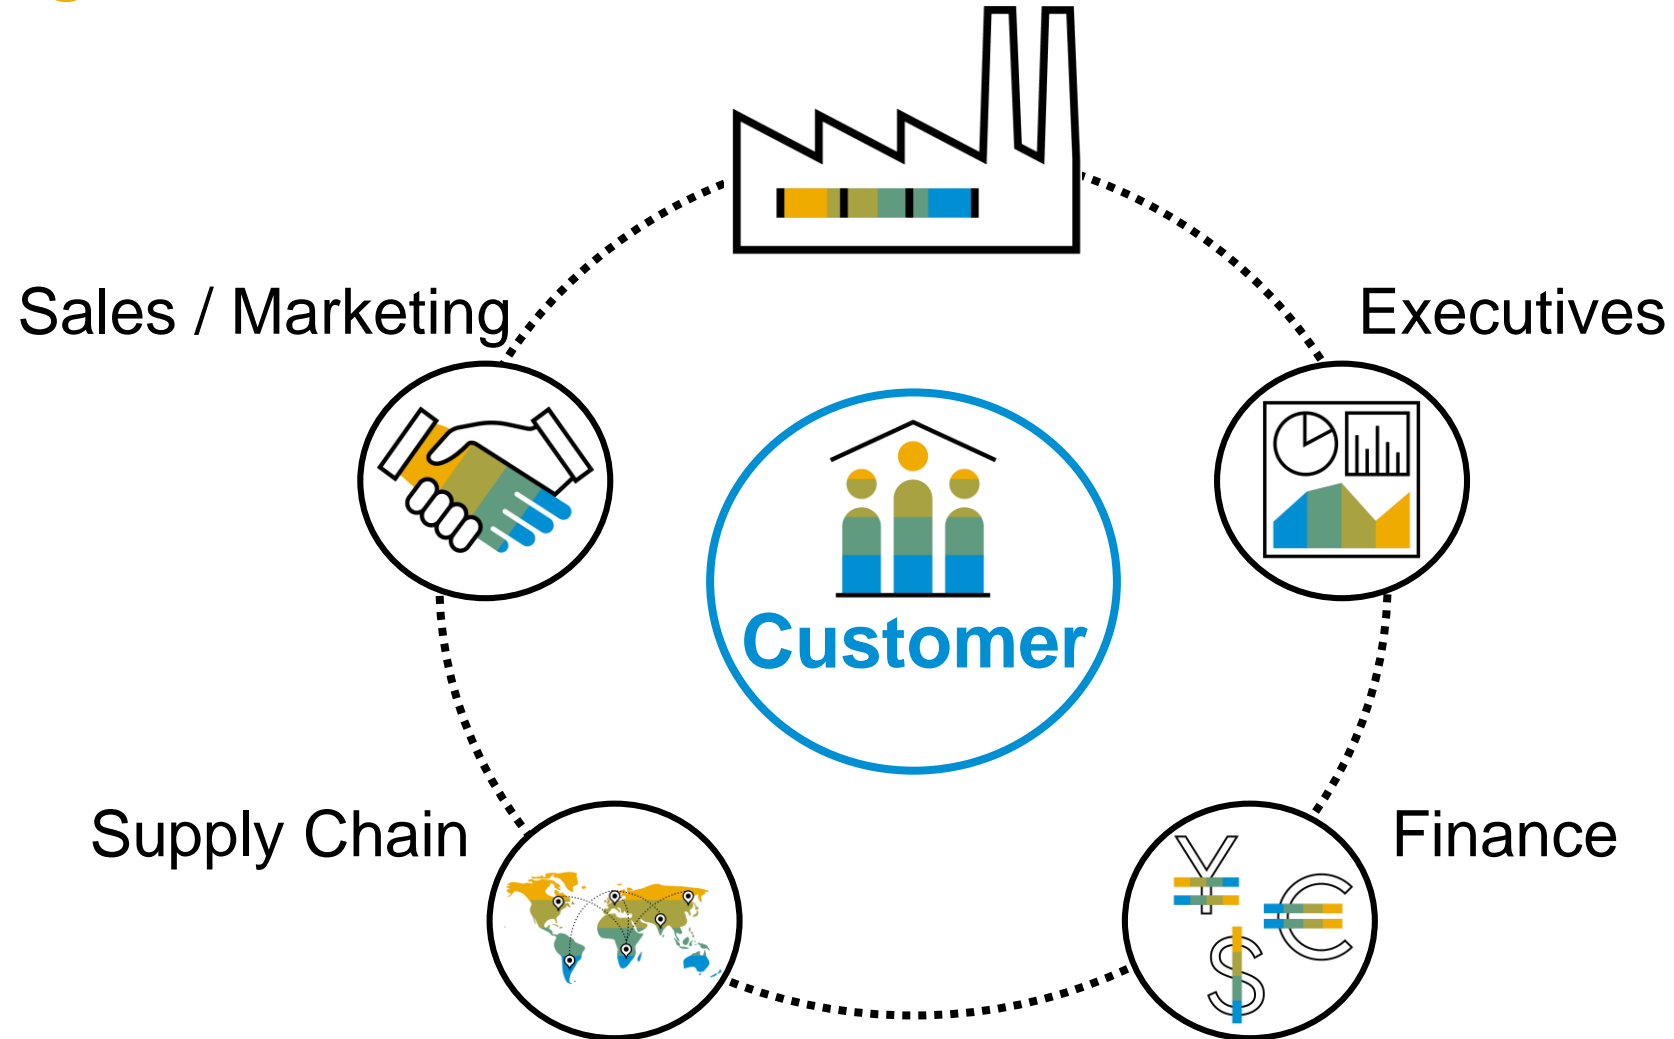 Sales / Marketing
Executives
Customer
Supply Chain
Finance